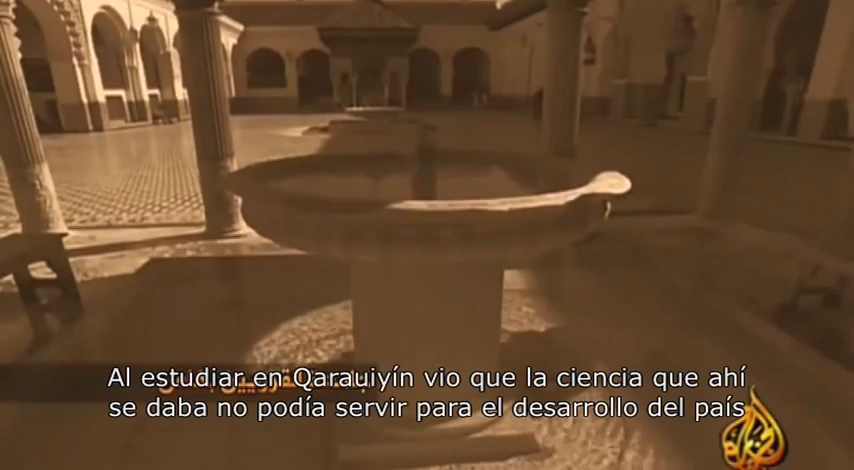 Al estudiar en Qarauiyín vio que la ciencia que ahí
se daba no podía servir para el desarrollo del país